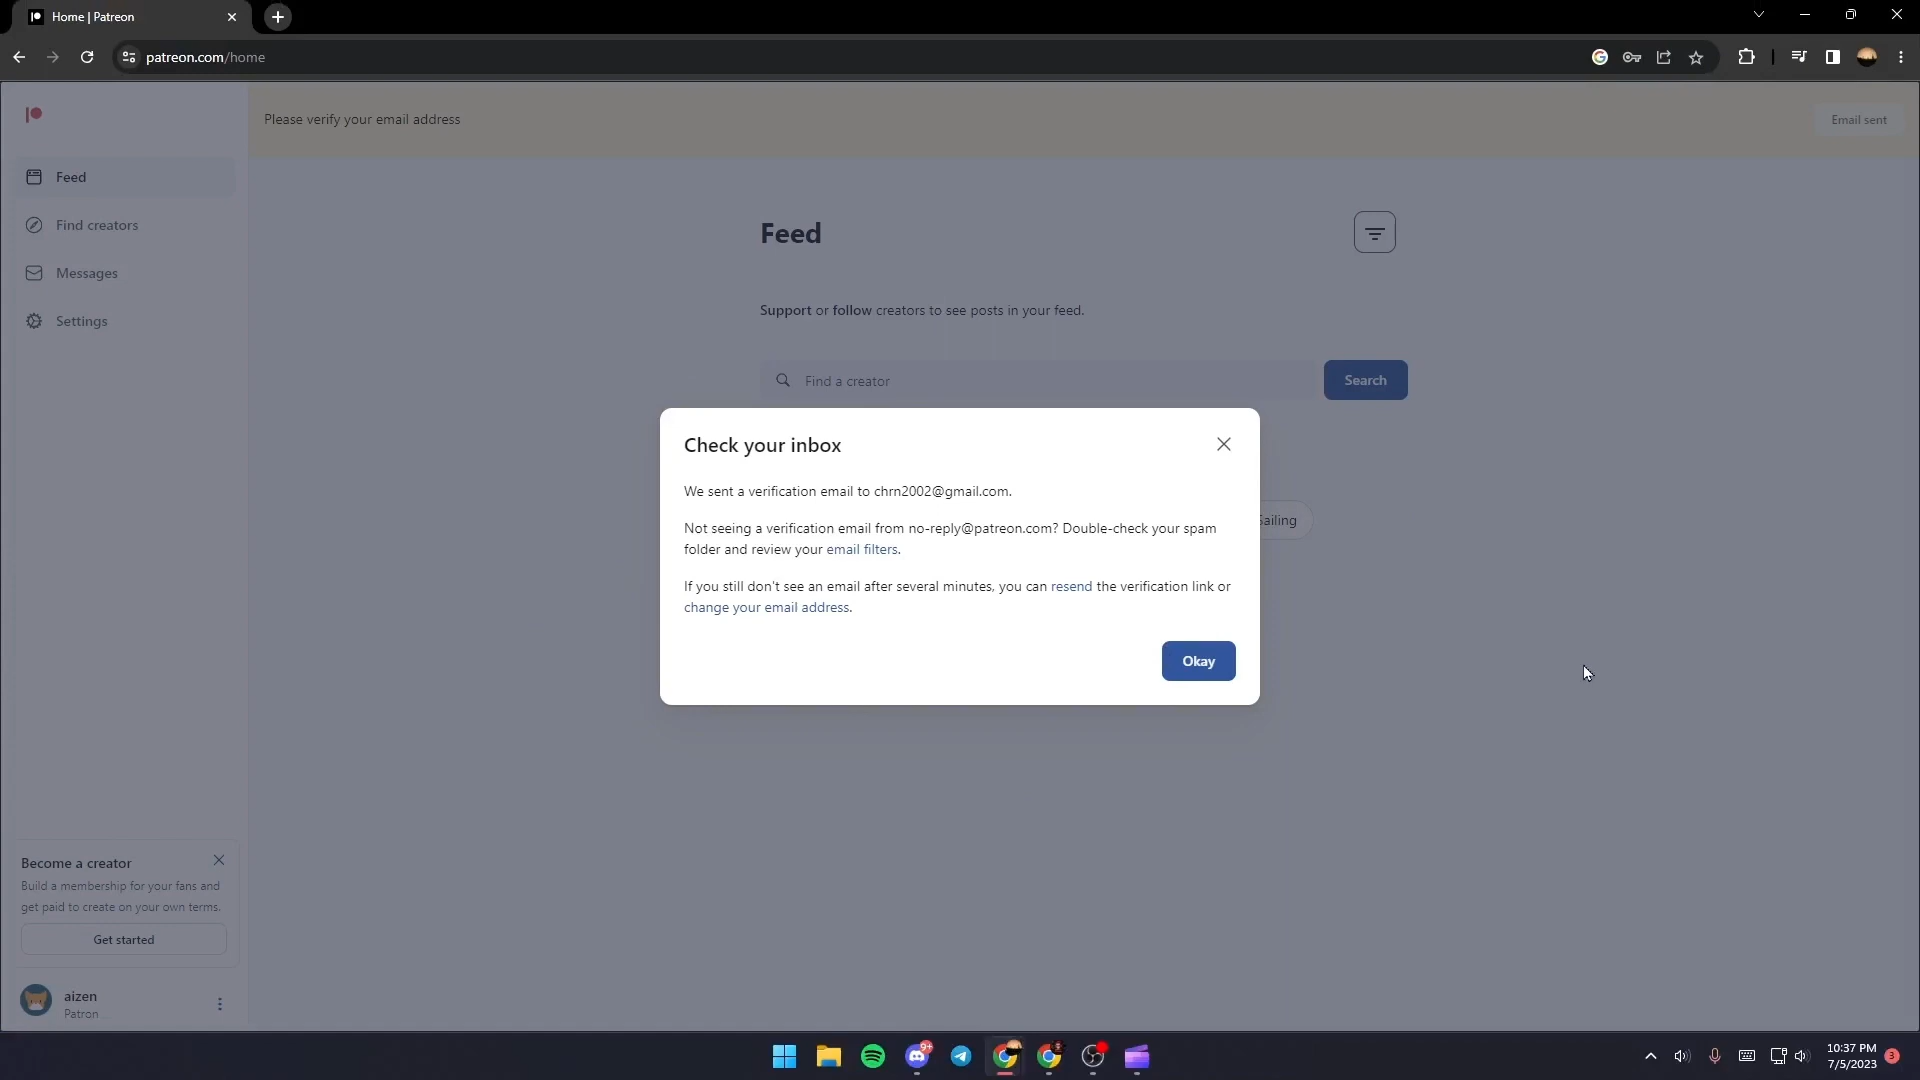 Home | Patreon
patreon.com/home
Please verify your email address
Email sent
Feed
Find creators
Messages
Settings
Feed
Support or follow creators to see posts in your feed.
Find a creator
Search
Check your inbox
We sent a verification email to chrn2002@gmail.com.
Not seeing a verification email from no-reply@patreon.com? Double-check your spam
folder and review your email filters.
Sailing
If you still don't see an email after several minutes, you can resend the verification link or
change your email address.
Okay
Become a creator
Build a membership for your fans and
get paid to create on your own terms.
Get started
aizen
Patron
9+
10:37 PM
7/5/2023
3